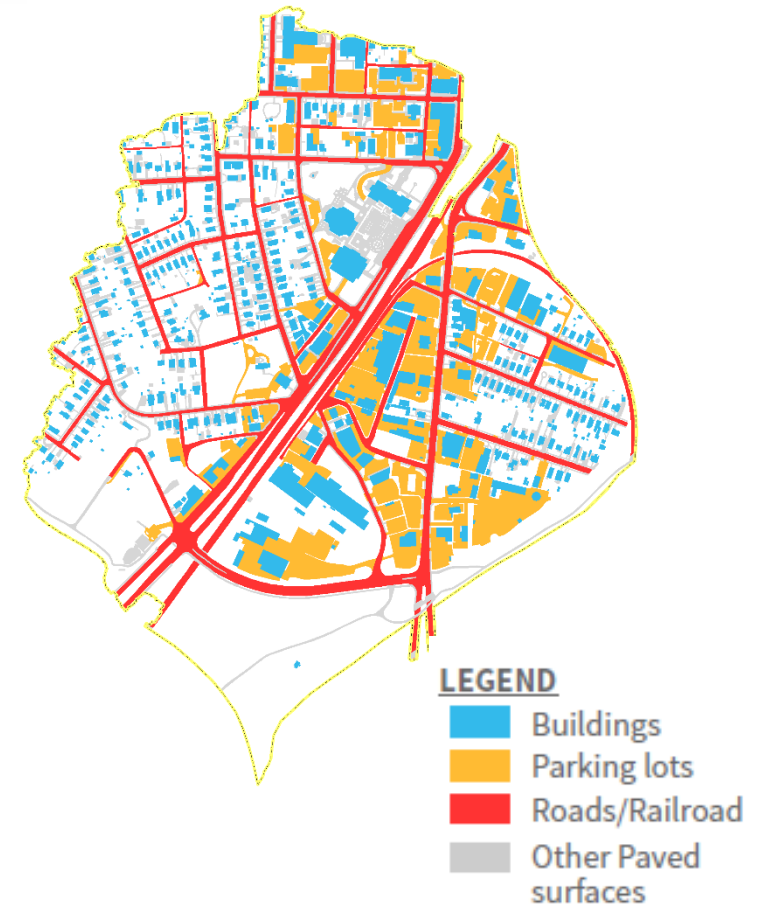 LEGEND
Buildings
Parking lots
Roads/Railroad
Other Paved
surfaces